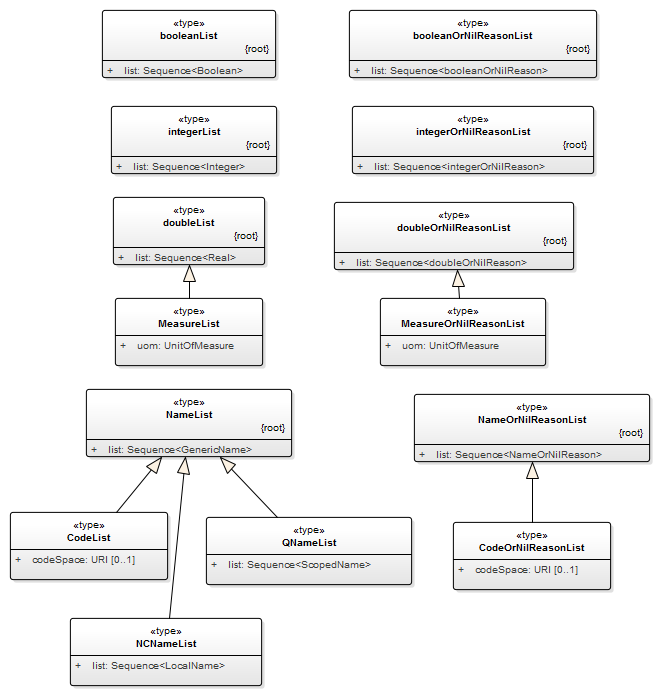 «type»
booleanList
{root}
+ list: Sequence<Boolean>
«type»
booleanOrNilReasonList
{root}
+ list: Sequence<booleanOrNilReason>
«type»
integerList
{root}
+ list: Sequence<Integer>
«type»
integerOrNilReasonList
{root}
+ list: Sequence<integerOrNilReason>
«type»
doubleList
{root}
+ list: Sequence<Real>
«type»
doubleOrNilReasonList
{root}
+ list: Sequence<doubleOrNilReason>
«type»
MeasureList
+ uom: UnitOfMeasure
«type»
MeasureOrNilReasonList
+ uom: UnitOfMeasure
«type»
NameList
{root}
+ list: Sequence<GenericName>
«type»
NameOrNilReasonList
{root}
+ list: Sequence<NameOrNilReason>
«type»
CodeList
+ codeSpace: URI [0..1]
«type»
QNameList
+ list: Sequence<ScopedName>
«type»
CodeOrNilReasonList
+ codeSpace: URI [0..1]
«type»
NCNameList
+ list: Sequence<LocalName>